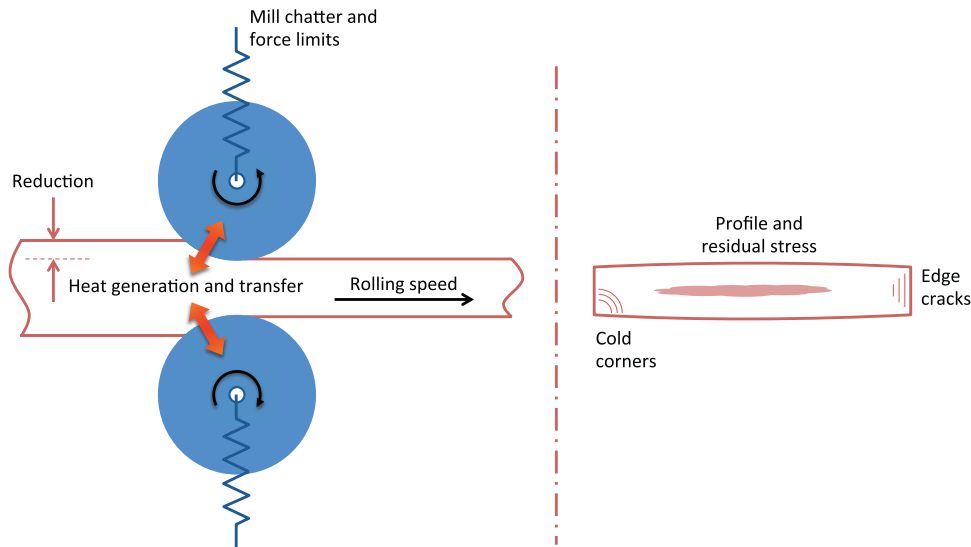 Mill chatter and
force limits
Reduction
Heat generation and transfer
Rolling speed
Profile and
residual stress
Edge
cracks
Cold
corners